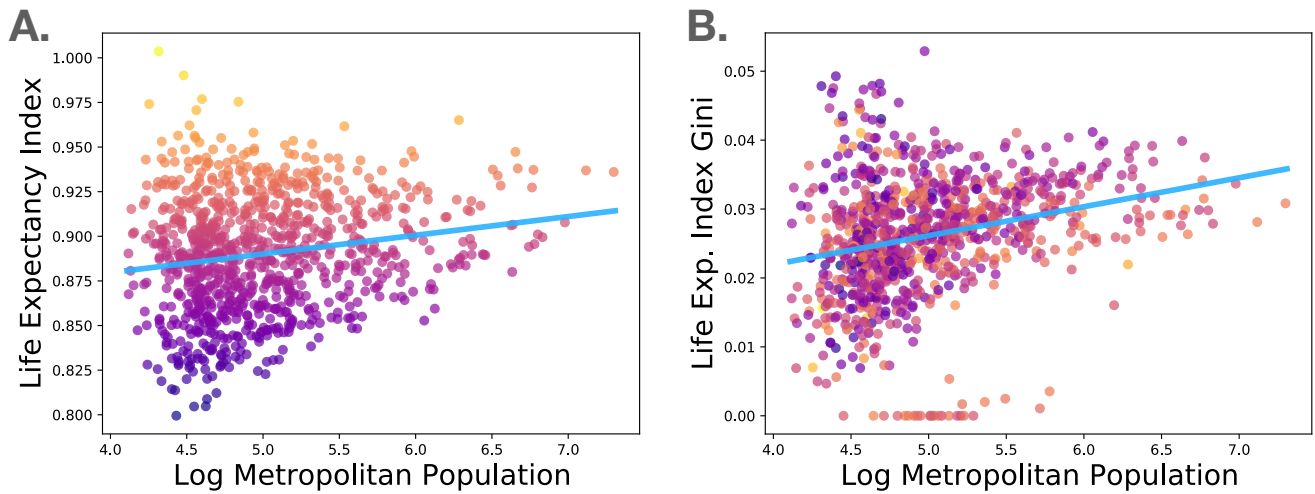 A.
Life Expectancy Index
1.000
0.975
0.950
0.925
0.900
0.875
0.850
0.825
0.800
4.0 4.5 5.0 5.5 6.0 6.5 7.0
Log Metropolitan Population
B.
Life Exp. Index Gini
0.05
0.04
0.03
0.02
0.01
0.00
4.0 4.5 5.0 5.5 6.0 6.5 7.0
Log Metropolitan Population